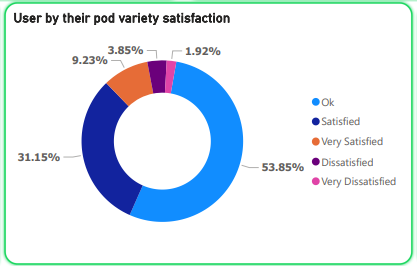 User by their pod variety satisfaction
3.85%
1.92%
9.23%
31.15%
53.85%
Ok
Satisfied
Very Satisfied
Dissatisfied
Very Dissatisfied